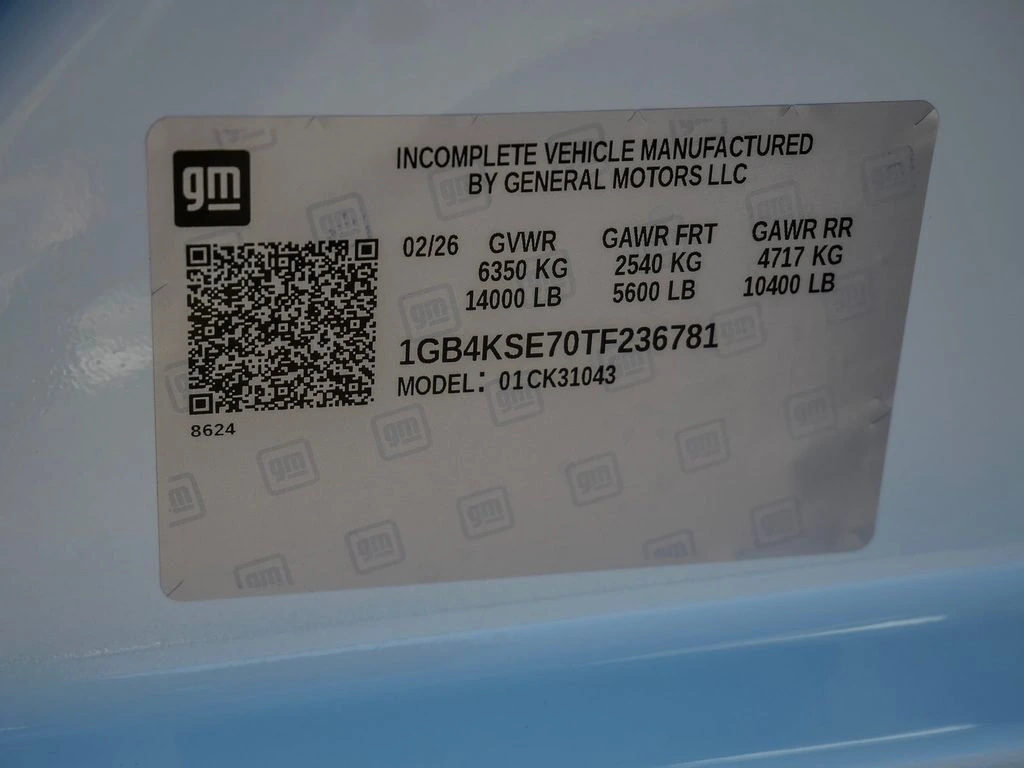 gm
INCOMPLETE VEHICLE MANUFACTURED
BY GENERAL MOTORS LLC
02/26 GVWR GAWR FRT GAWR RR
6350 KG 2540 KG 4717 KG
14000 LB 5600 LB 10400 LB
1GB4KSE70TF236781
MODEL: 01CK31043
8624